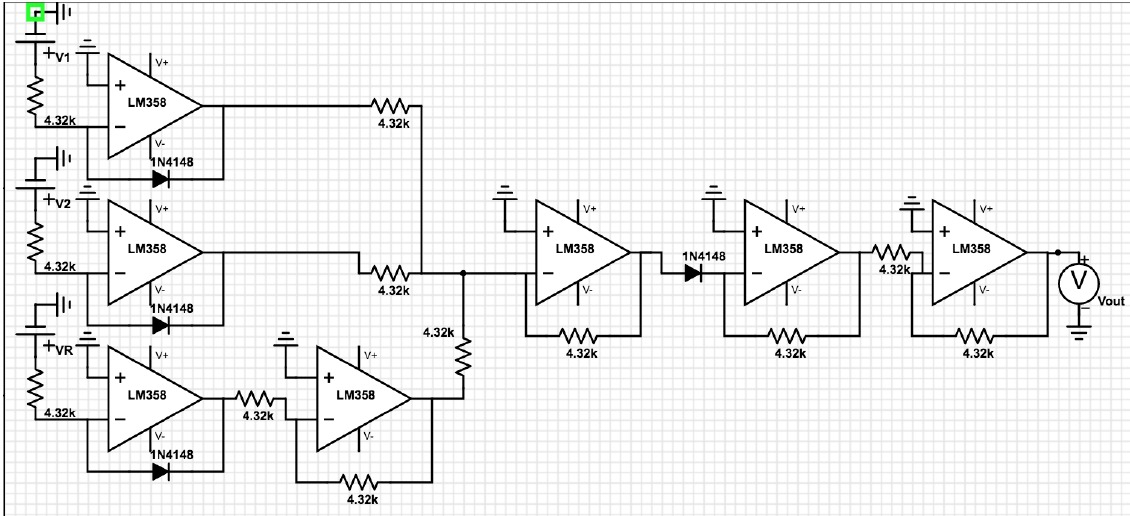 +V1
V+
+
LM358
-
V-
4.32k
1N4148
4.32k
+V2
V+
+
LM358
-
V-
4.32k
1N4148
4.32k
+VR
V+
+
LM358
-
V-
4.32k
1N4148
4.32k
V+
+
LM358
-
V-
4.32k
4.32k
V+
+
LM358
-
V-
4.32k
1N4148
V+
+
LM358
-
V-
4.32k
4.32k
V+
+
LM358
-
V-
4.32k
+
V
-
Vout